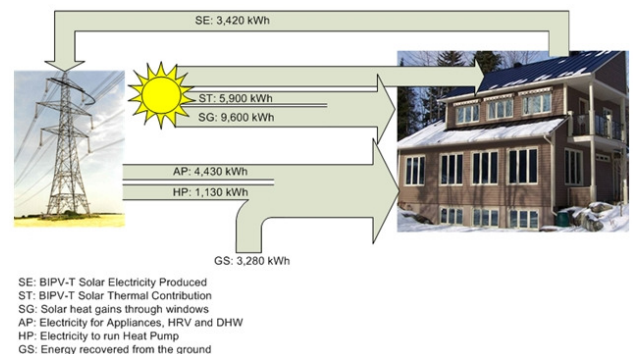 SE: 3,420 kWh
ST: 5,900 kWh
SG: 9,600 kWh
AP: 4,430 kWh
HP: 1,130 kWh
GS: 3,280 kWh
SE: BIPV-T Solar Electricity Produced
ST: BIPV-T Solar Thermal Contribution
SG: Solar heat gains through windows
AP: Electricity for Appliances, HRV and DHW
HP: Electricity to run Heat Pump
GS: Energy recovered from the ground